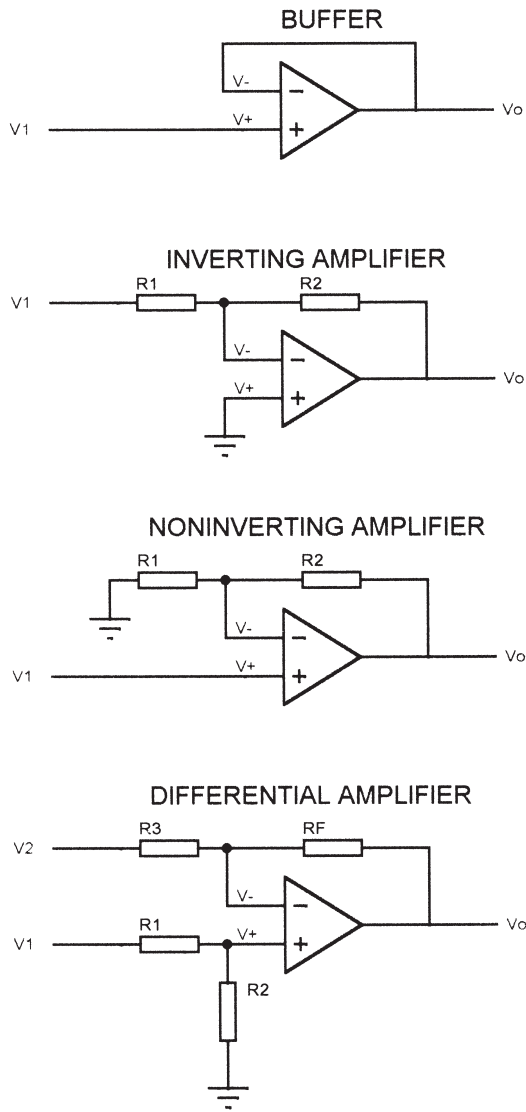 BUFFER
V-
V+
V1
Vo
INVERTING AMPLIFIER
R1 R2
V1
V-
V+
Vo
NONINVERTING AMPLIFIER
R1 R2
V-
V+
V1
Vo
DIFFERENTIAL AMPLIFIER
R3 RF
V2
V-
R1
V+
V1
Vo
R2